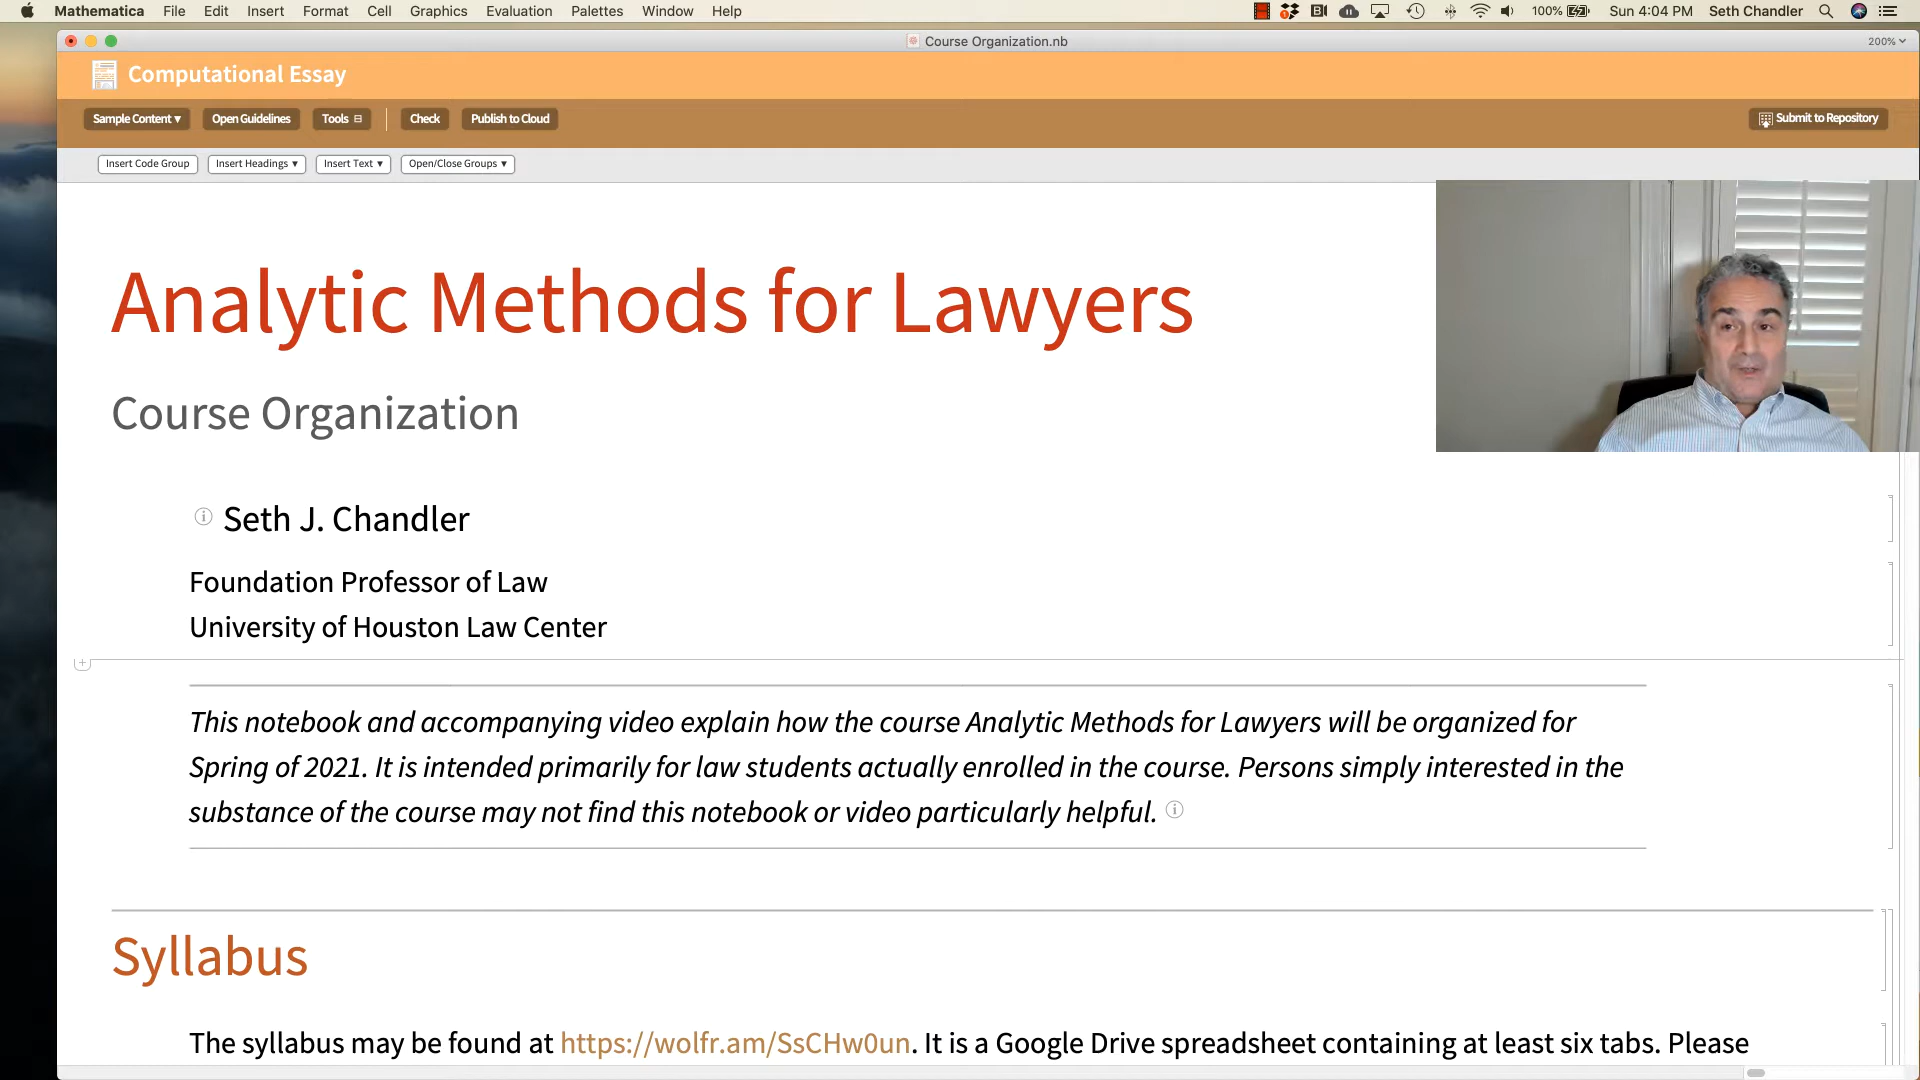 Mathematica File Edit Insert Format Cell Graphics Evaluation Palettes Window Help 100% Sun 4:04 PM Seth Chandler
Course Organization.nb 200%
Computational Essay
Sample Content Open Guidelines Tools Check Publish to Cloud Submit to Repository
Insert Code Group Insert Headings Insert Text Open/Close Groups
Analytic Methods for Lawyers
Course Organization
Seth J. Chandler
Foundation Professor of Law
University of Houston Law Center
This notebook and accompanying video explain how the course Analytic Methods for Lawyers will be organized for
Spring of 2021. It is intended primarily for law students actually enrolled in the course. Persons simply interested in the
substance of the course may not find this notebook or video particularly helpful.
Syllabus
The syllabus may be found at https://wolfr.am/SsCHw0un. It is a Google Drive spreadsheet containing at least six tabs. Please